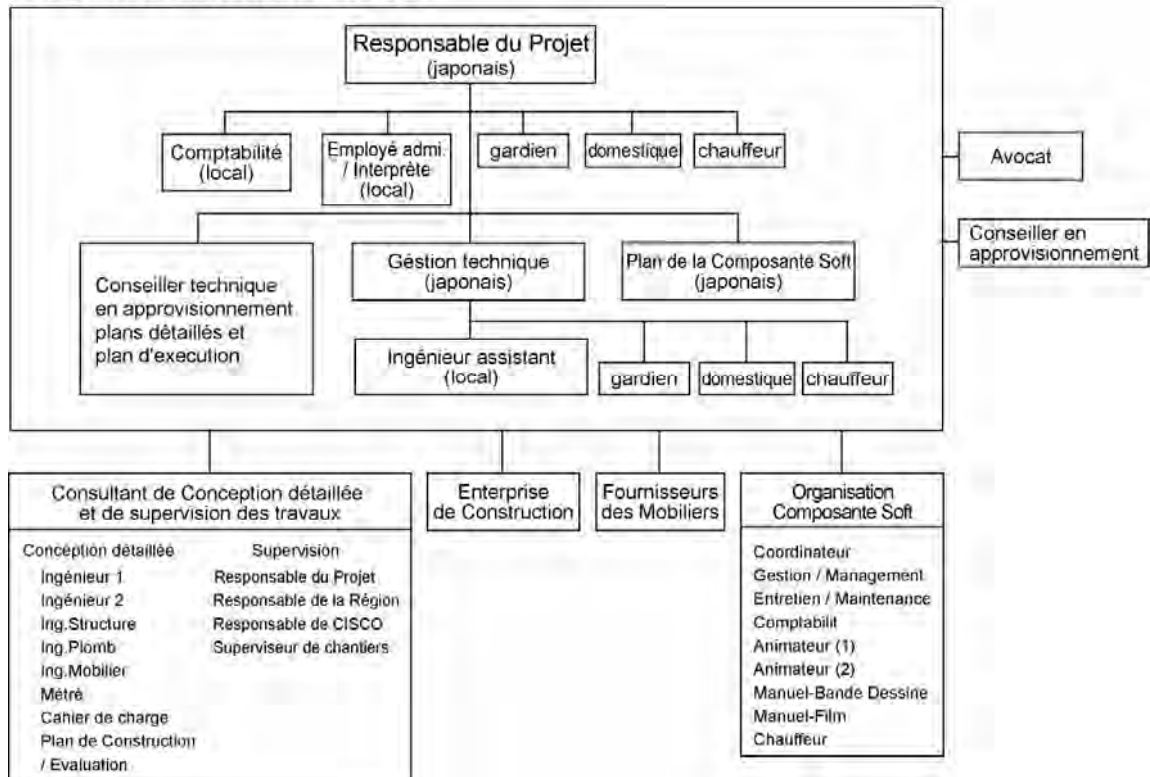 Responsable du Projet
(japonais)
Comptabilité
(local)
Employé admi.
/ Interprète
(local)
gardien
domestique
chauffeur
Avocat
Conseiller en
approvisionnement
Conseiller technique
en approvisionnement
plans détaillés et
plan d'execution
Géstion technique
(japonais)
Plan de la Composante Soft
(japonais)
Ingénieur assistant
(local)
gardien
domestique
chauffeur
Consultant de Conception détaillée
et de supervision des travaux
Conception détaillée
Ingénieur 1
Ingénieur 2
Ing.Structure
Ing.Plomb
Ing.Mobilier
Métré
Cahier de charge
Plan de Construction
/ Evaluation
Supervision
Responsable du Projet
Responsable de la Région
Responsable de CISCO
Superviseur de chantiers
Enterprise
de Construction
Fournisseurs
des Mobiliers
Organisation
Composante Soft
Coordinateur
Gestion / Management
Entretien / Maintenance
Comptabilit
Animateur (1)
Animateur (2)
Manuel-Bande Dessine
Manuel-Film
Chauffeur